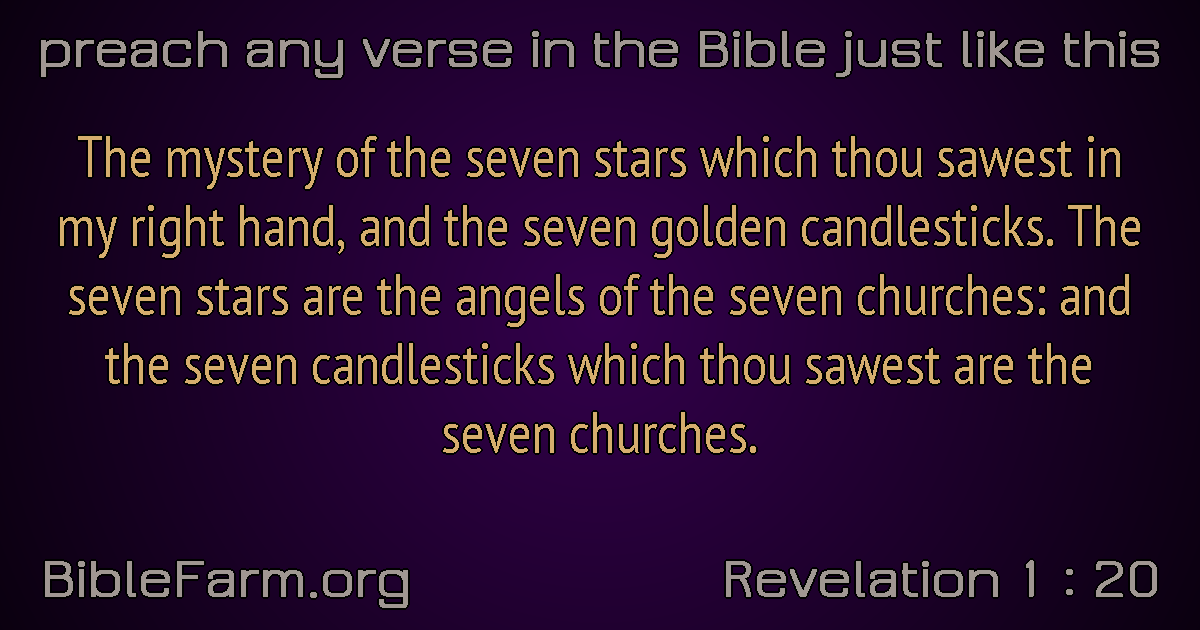 preach any verse in the Bible just like this
The mystery of the seven stars which thou sawest in
my right hand, and the seven golden candlesticks. The
seven stars are the angels of the seven churches: and
the seven candlesticks which thou sawest are the
seven churches.
BibleFarm.org
Revelation 1 : 20